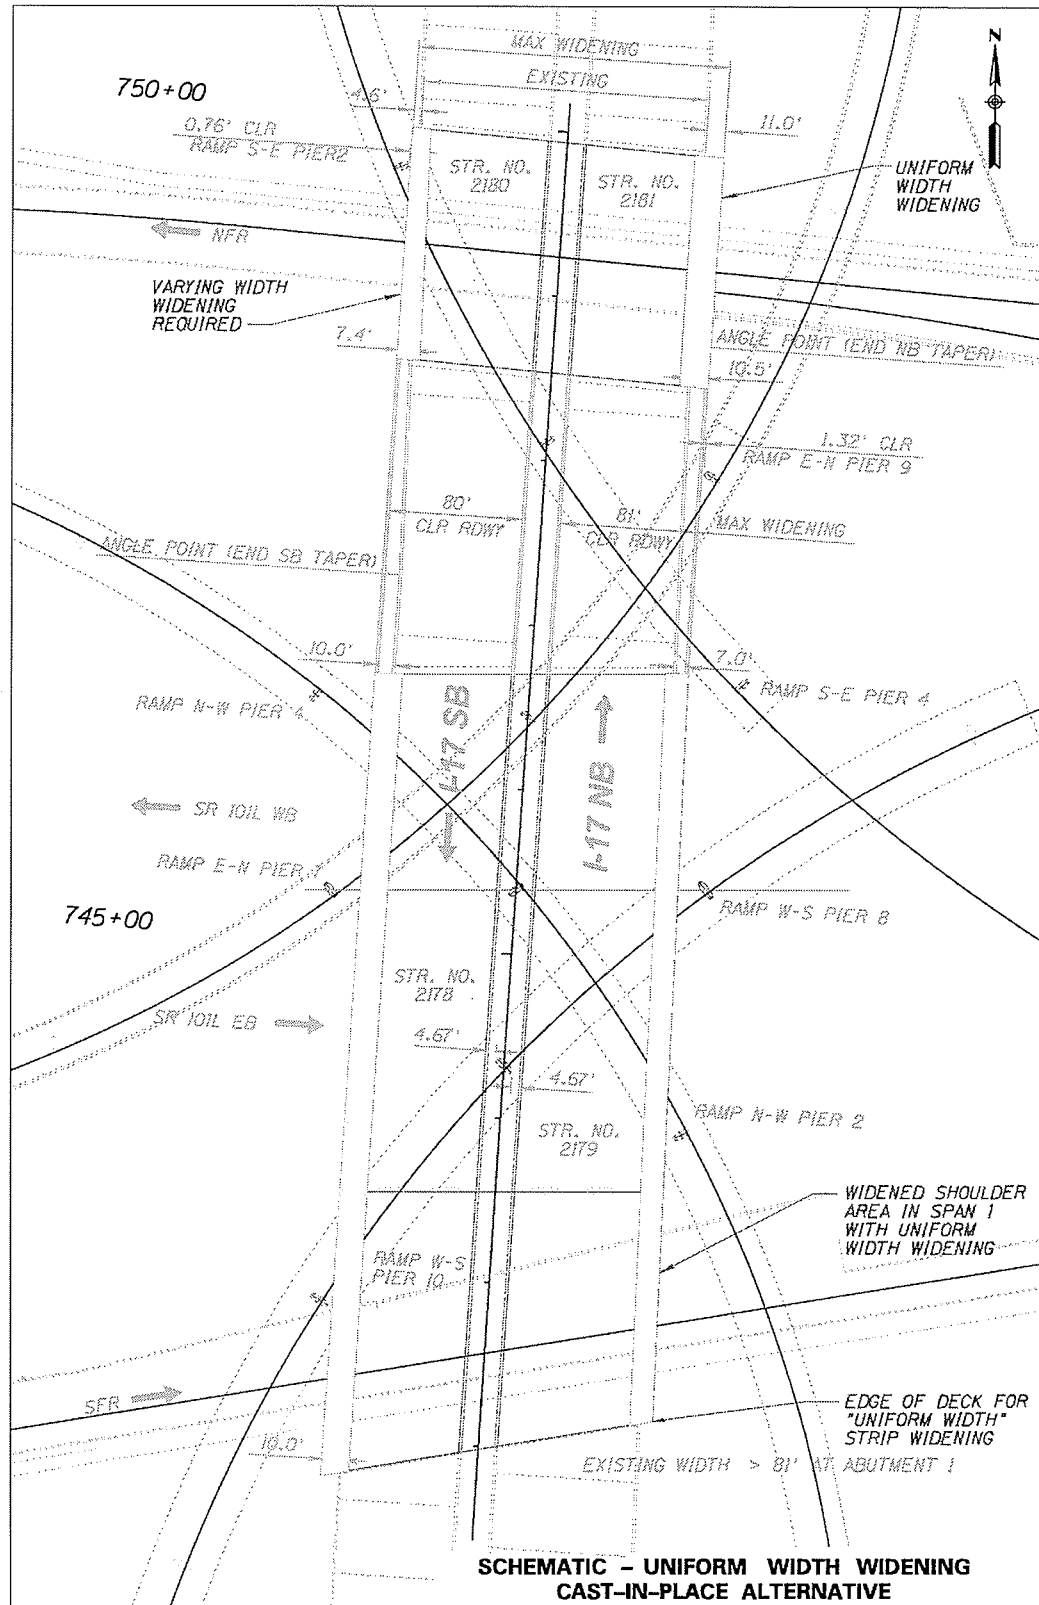 MAX WIDENING
EXISTING
750+00
4.6'
11.0'
N
0.76' CLR
RAMP S-E PIER2
STR. NO.
2180
STR. NO.
2181
UNIFORM
WIDTH
WIDENING
NFR
VARYING WIDTH
WIDENING
REQUIRED
7.4'
ANGLE POINT (END NB TAPER)
10.5'
1.32' CLR
RAMP E-N PIER 9
80'
CLR RDWY
81'
CLR RDWY
MAX WIDENING
ANGLE POINT (END SB TAPER)
10.0'
7.0'
RAMP N-W PIER 4
RAMP S-E PIER 4
I-17 SB
I-17 NB
SR 101L WB
RAMP E-N PIER 7
745+00
RAMP W-S PIER 8
STR. NO.
2178
SR 101L EB
4.67'
4.67'
RAMP N-W PIER 2
STR. NO.
2179
WIDENED SHOULDER
AREA IN SPAN 1
WITH UNIFORM
WIDTH WIDENING
RAMP W-S
PIER 10
SFR
EDGE OF DECK FOR
"UNIFORM WIDTH"
STRIP WIDENING
10.0'
EXISTING WIDTH > 81' AT ABUTMENT 1
SCHEMATIC - UNIFORM WIDTH WIDENING
CAST-IN-PLACE ALTERNATIVE